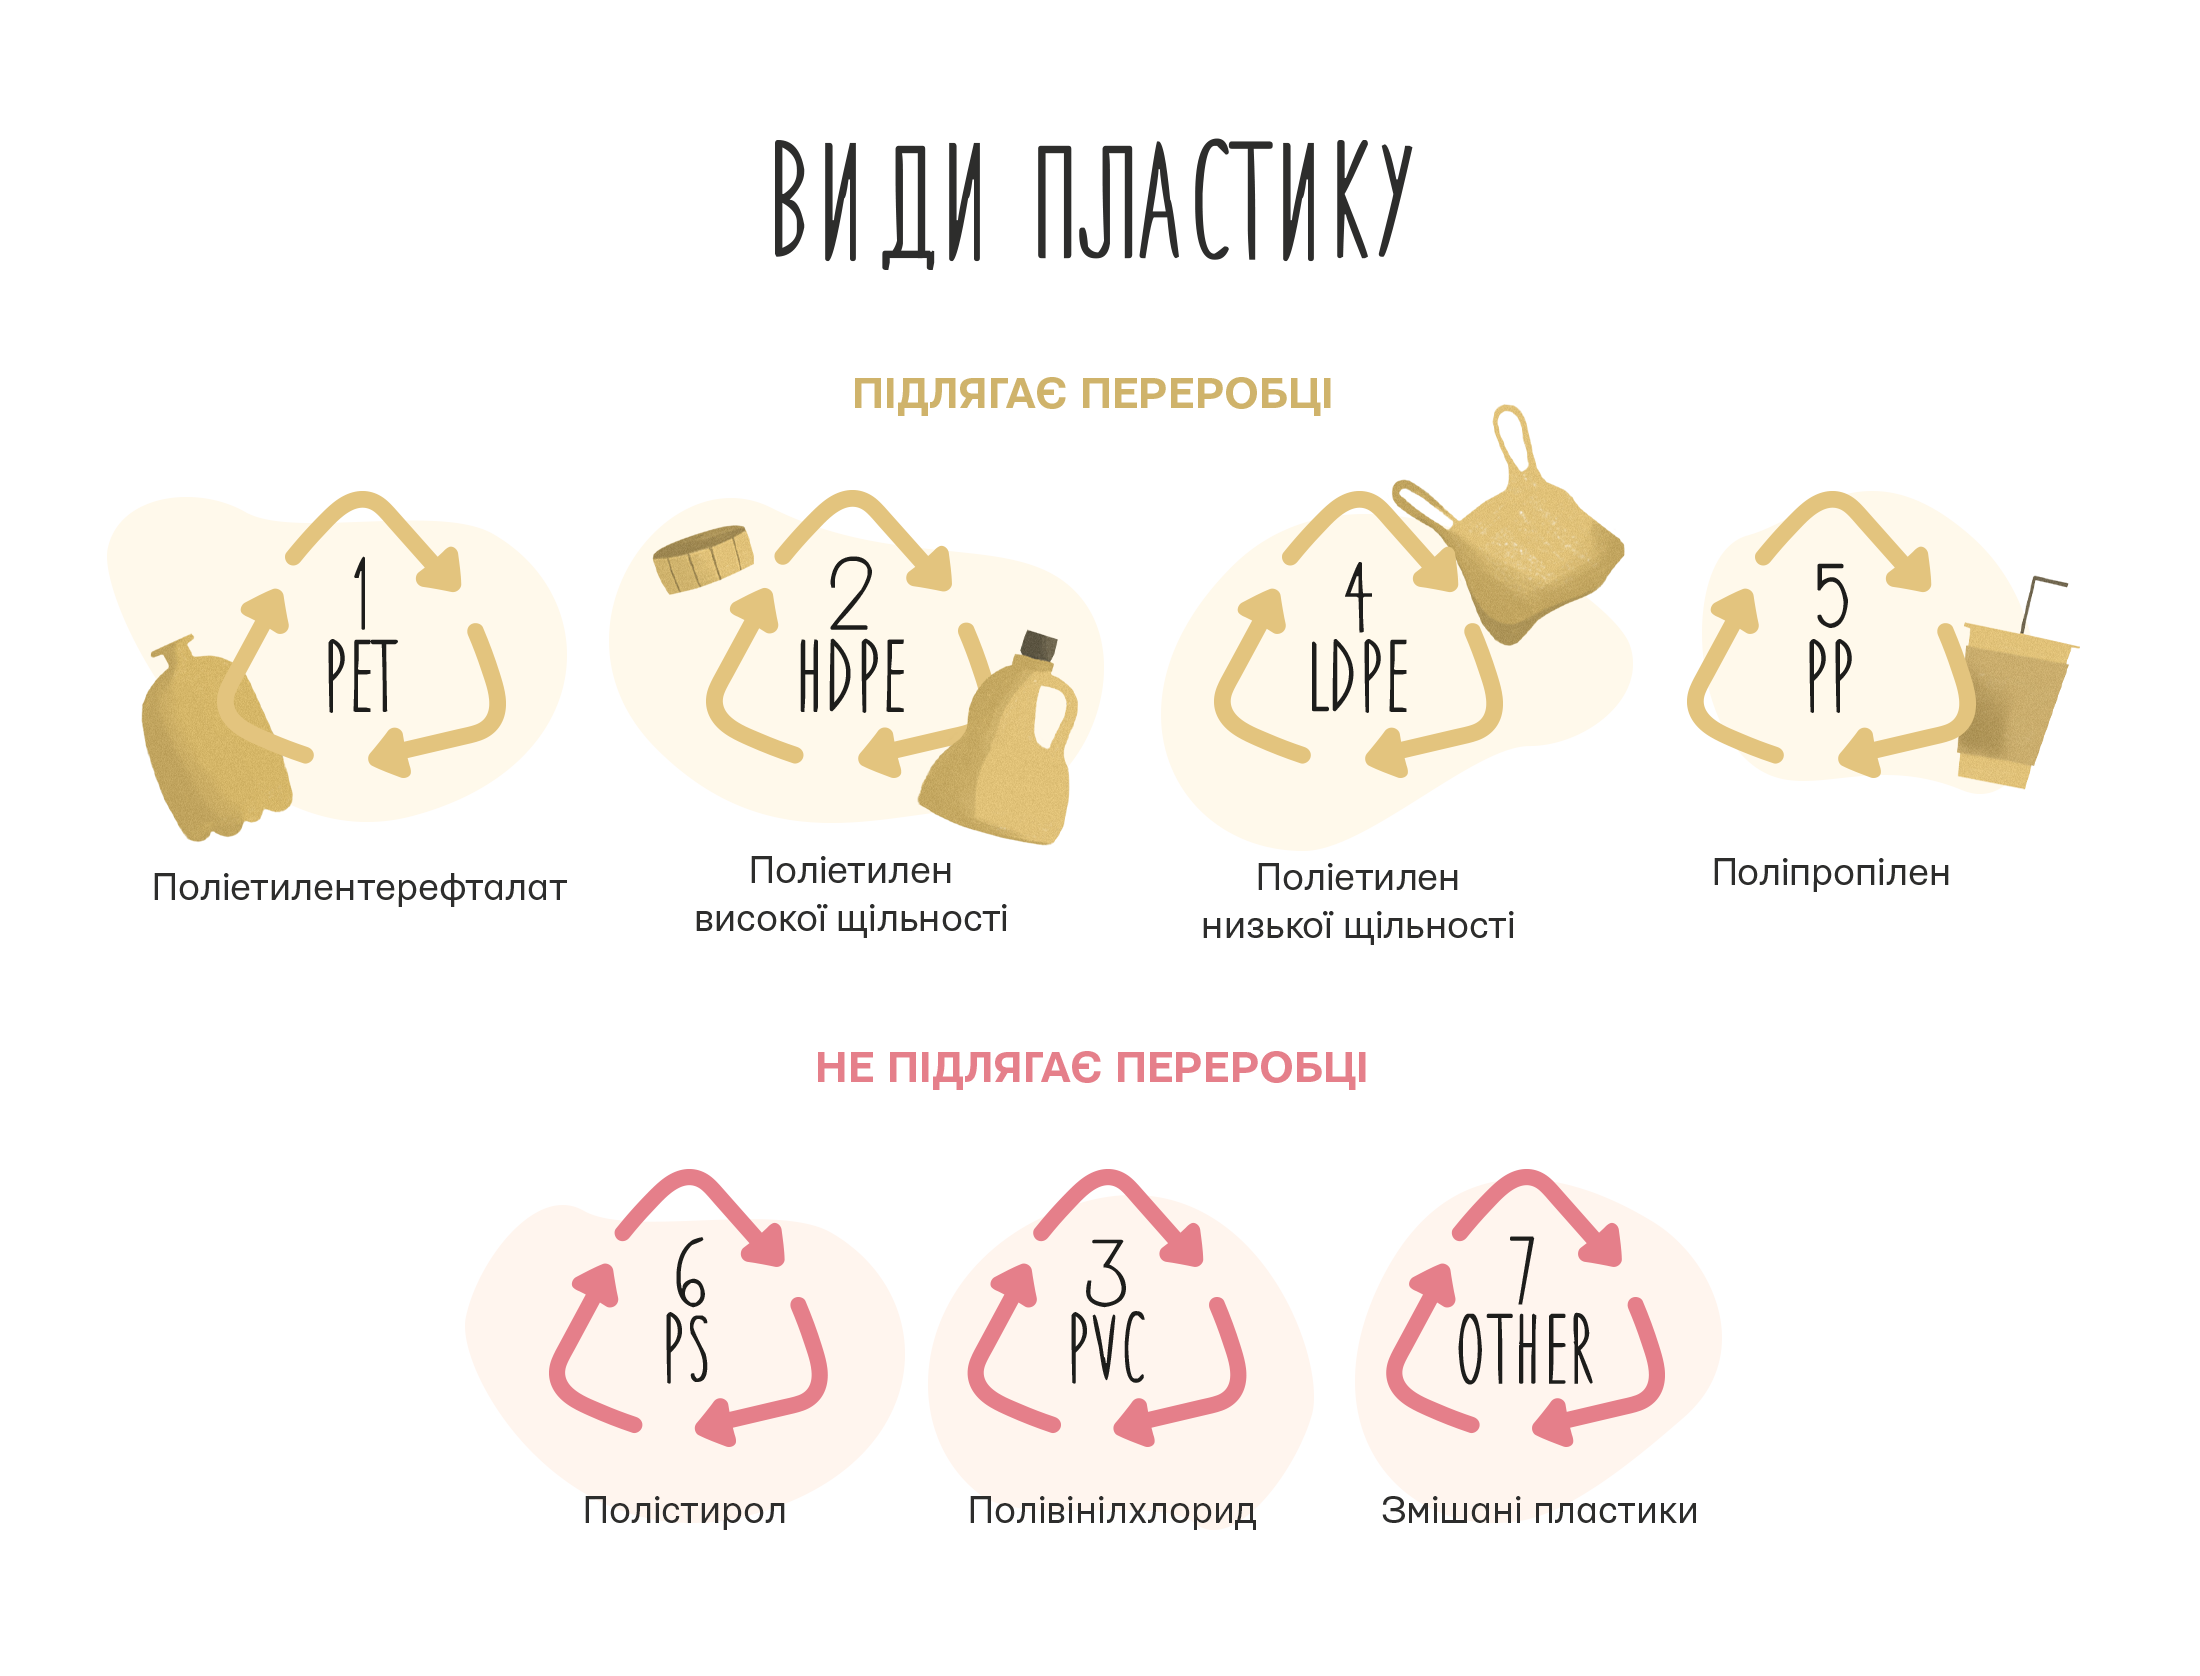 ВИДИ ПЛАСТИКУ
ПІДЛЯГАЄ ПЕРЕРОБЦІ
1
PET
Поліетилентерефталат
2
HDPE
Поліетилен
високої щільності
4
LDPE
Поліетилен
низької щільності
5
PP
Поліпропілен
НЕ ПІДЛЯГАЄ ПЕРЕРОБЦІ
6
PS
Полістирол
3
PVC
Полівінілхлорид
7
OTHER
Змішані пластики